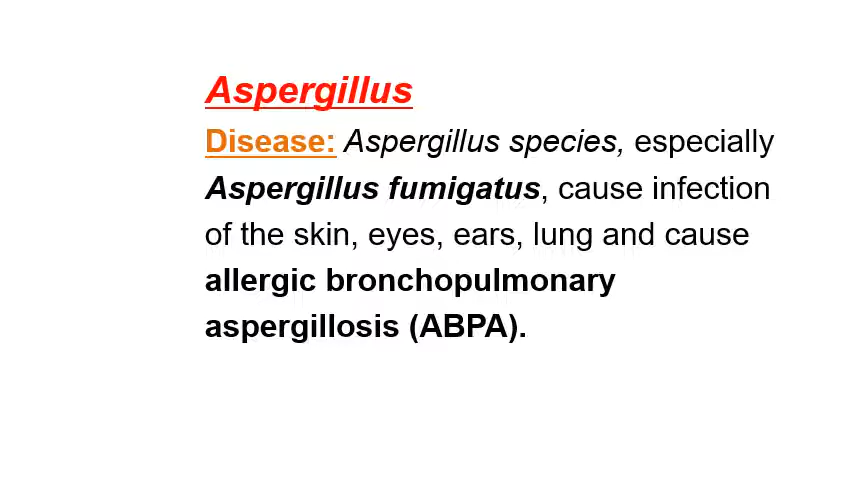 Aspergillus
Disease: Aspergillus species, especially
Aspergillus fumigatus, cause infection
of the skin, eyes, ears, lung and cause
allergic bronchopulmonary
aspergillosis (ABPA).